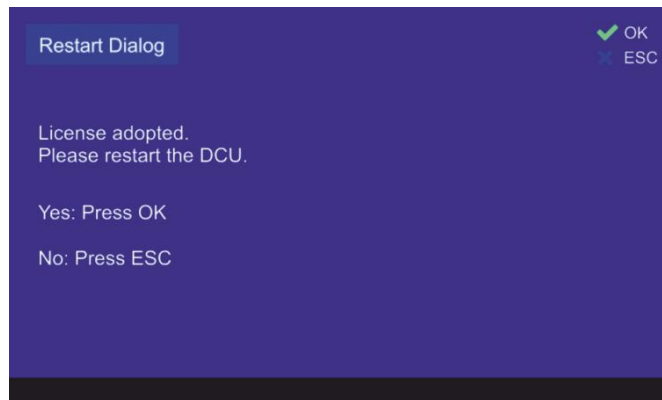 Restart Dialog
OK
ESC
License adopted.
Please restart the DCU.
Yes: Press OK
No: Press ESC